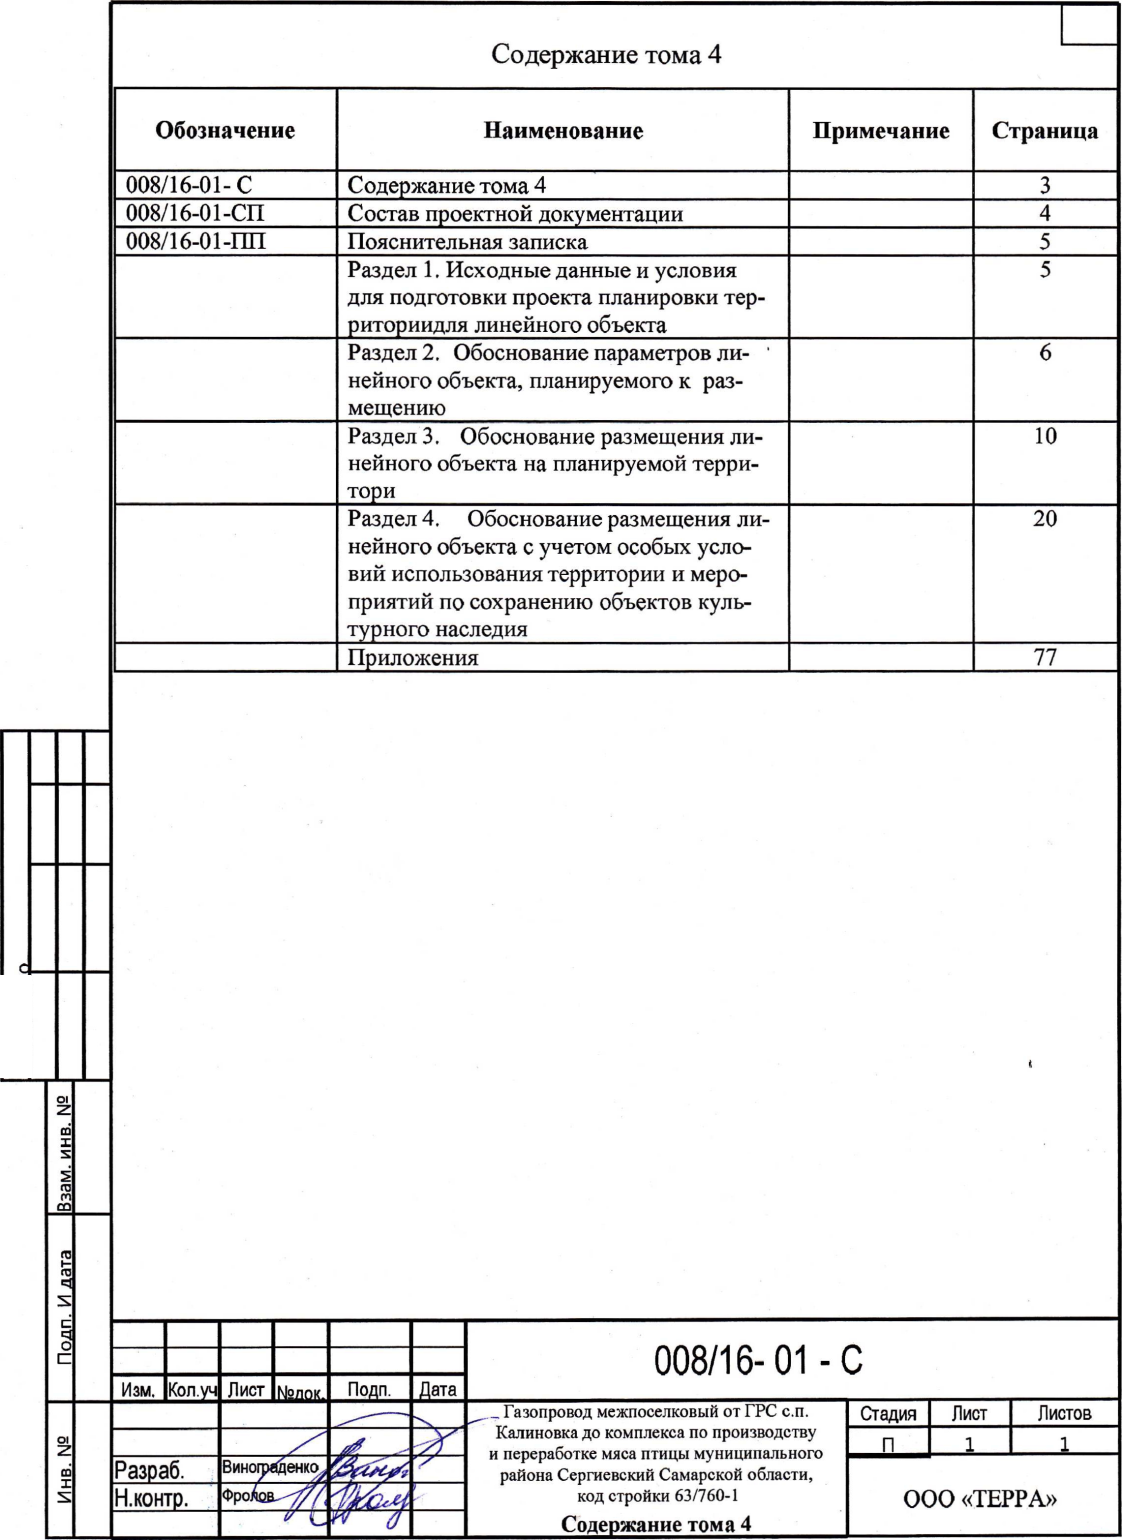 Содержание тома 4
Обозначение Наименование Примечание Страница
008/16-01- С Содержание тома 4 3
008/16-01-СП Состав проектной документации 4
008/16-01-ПП Пояснительная записка 5
Раздел 1. Исходные данные и условия 5
для подготовки проекта планировки тер-
риториидля линейного объекта
Раздел 2. Обоснование параметров ли- 6
нейного объекта, планируемого к раз-
мещению
Раздел 3. Обоснование размещения ли- 10
нейного объекта на планируемой терри-
тори
Раздел 4. Обоснование размещения ли- 20
нейного объекта с учетом особых усло-
вий использования территории и меро-
приятий по сохранению объектов куль-
турного наследия
Приложения 77
Взам. инв. №
Подп. И дата
Инв. №
008/16- 01 - С
Изм. Кол.уч Лист №док. Подп. Дата
Газопровод межпоселковый от ГРС с.п.
Калиновка до комплекса по производству
и переработке мяса птицы муниципального
района Сергиевский Самарской области,
код стройки 63/760-1
Содержание тома 4
Стадия Лист Листов
П 1 1
Разраб. Винограденко
Н.контр. Фролов
ООО «ТЕРРА»